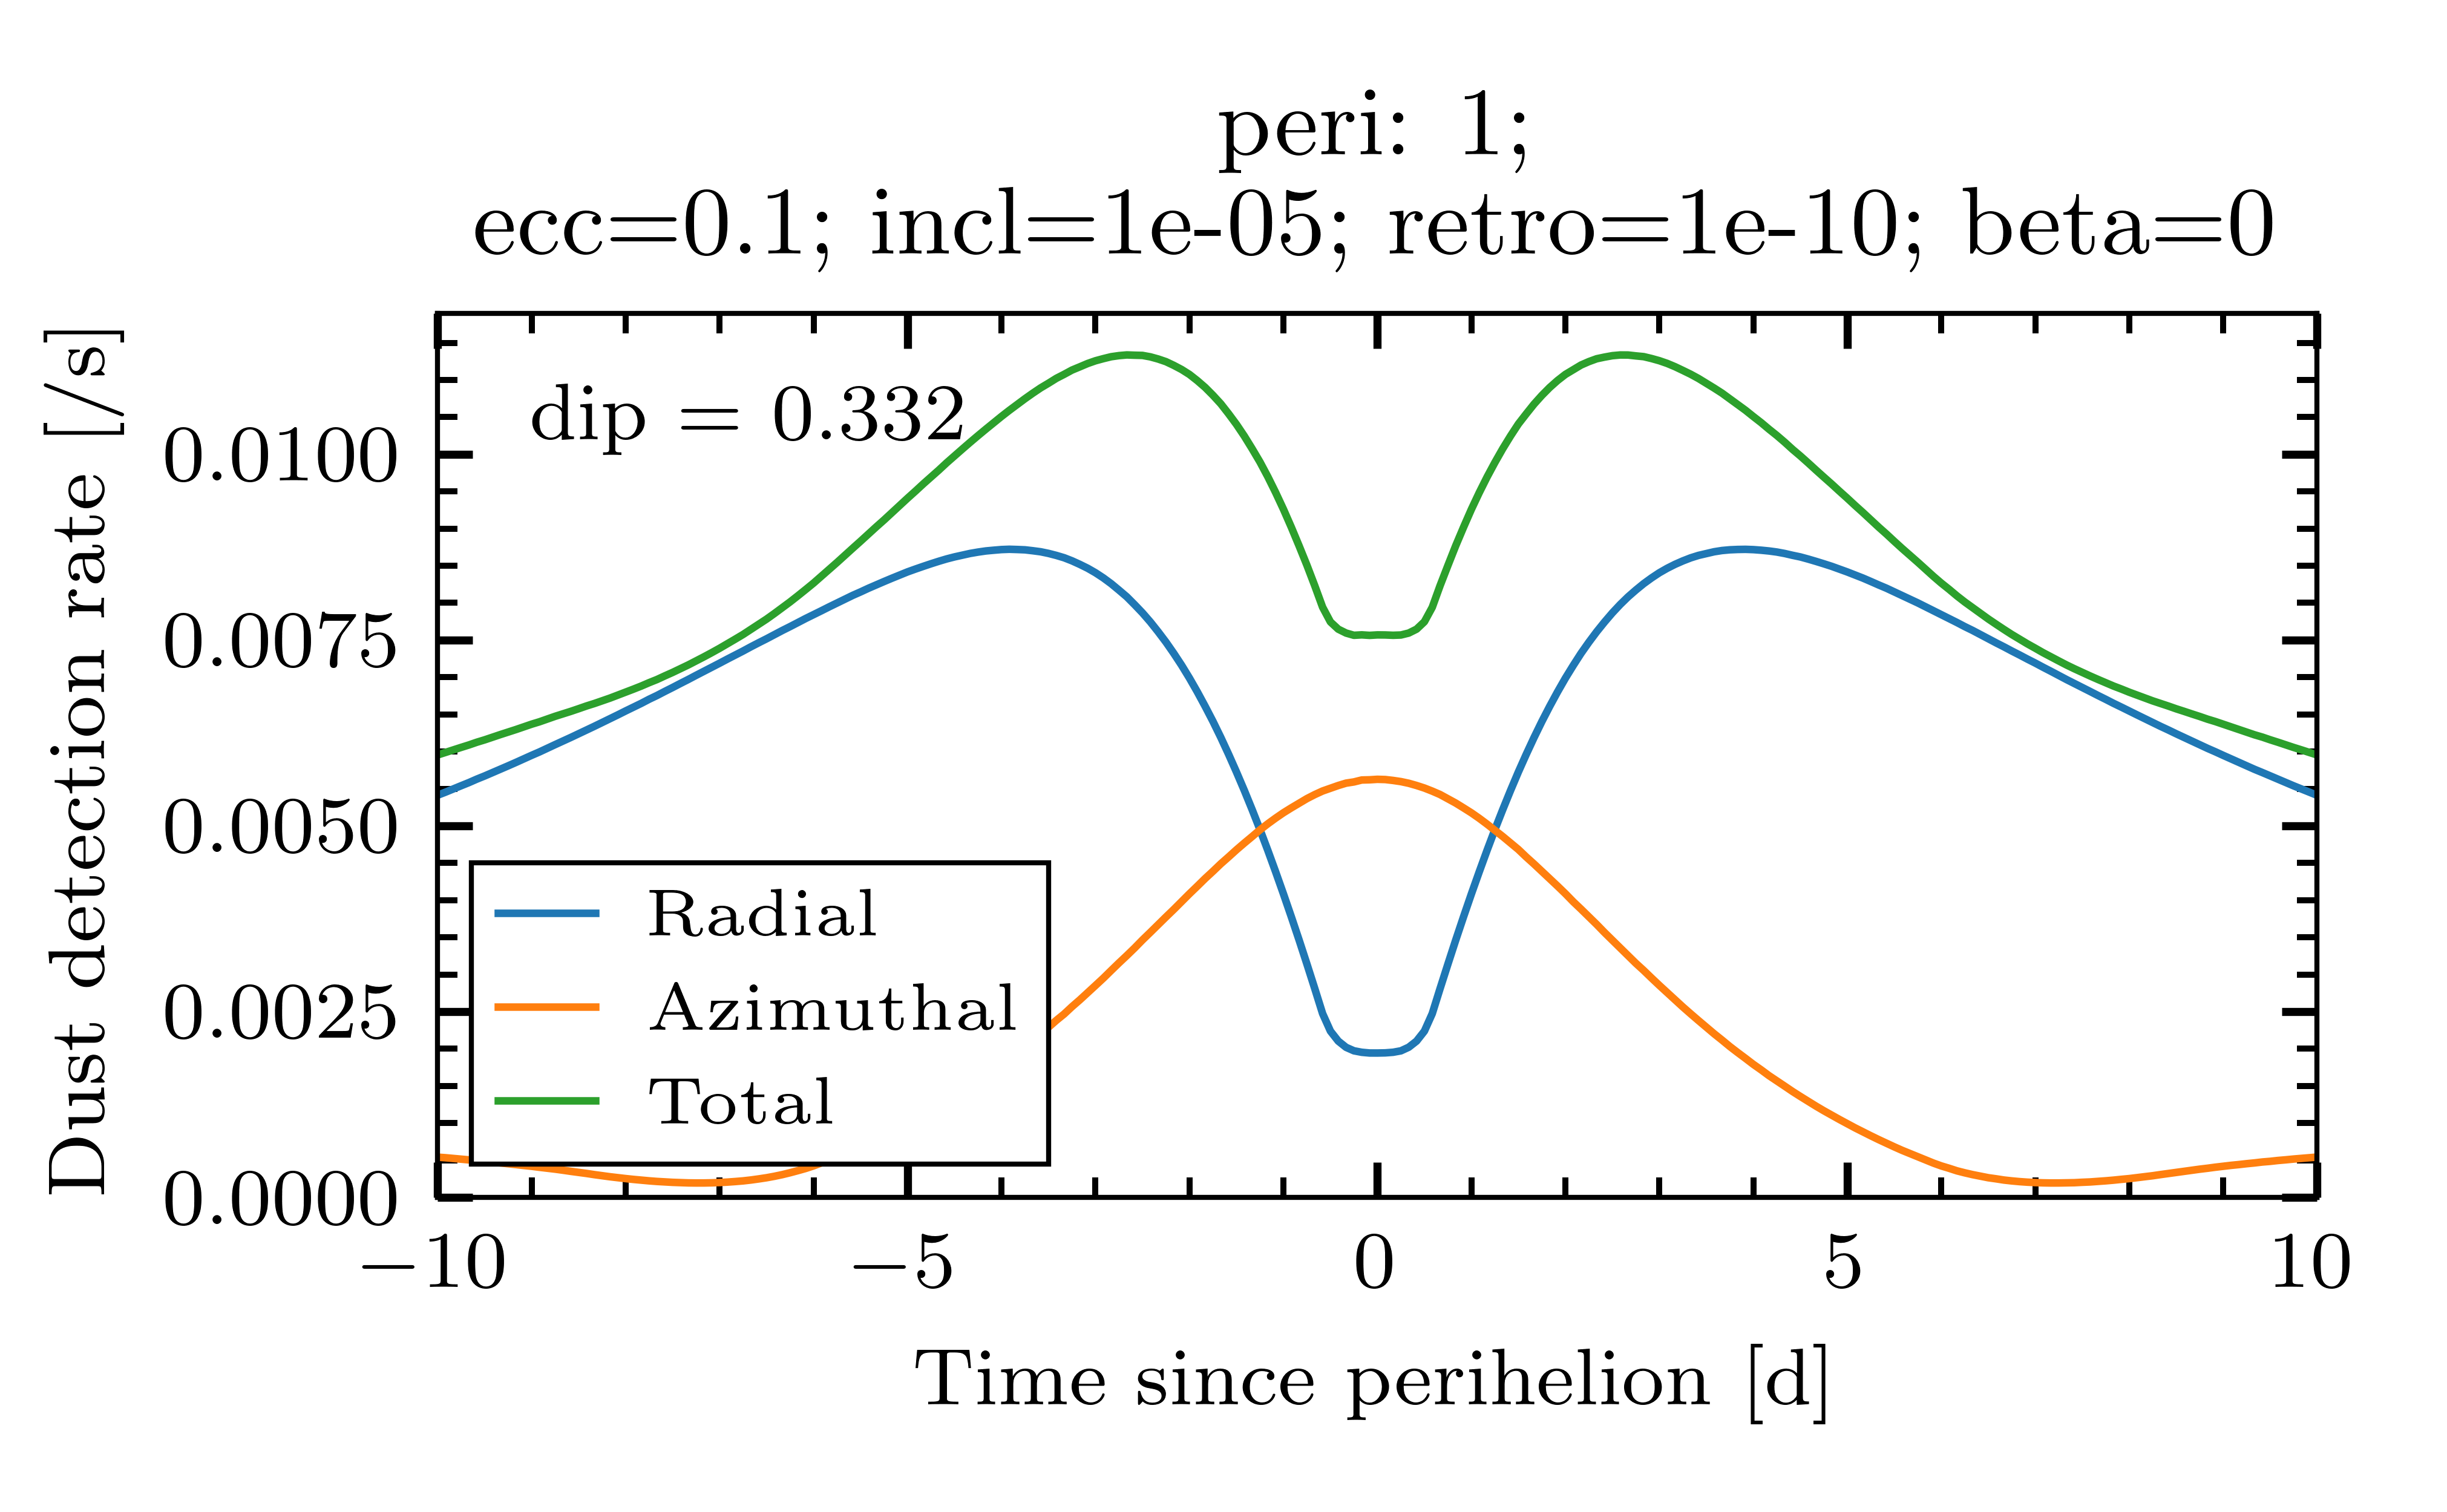 peri: 1;
ecc=0.1; incl=1e-05; retro=1e-10; beta=0
Dust detection rate [/s]
dip = 0.332
0.0100
0.0075
0.0050
0.0025
0.0000
Radial
Azimuthal
Total
−10
−5
0
5
10
Time since perihelion [d]